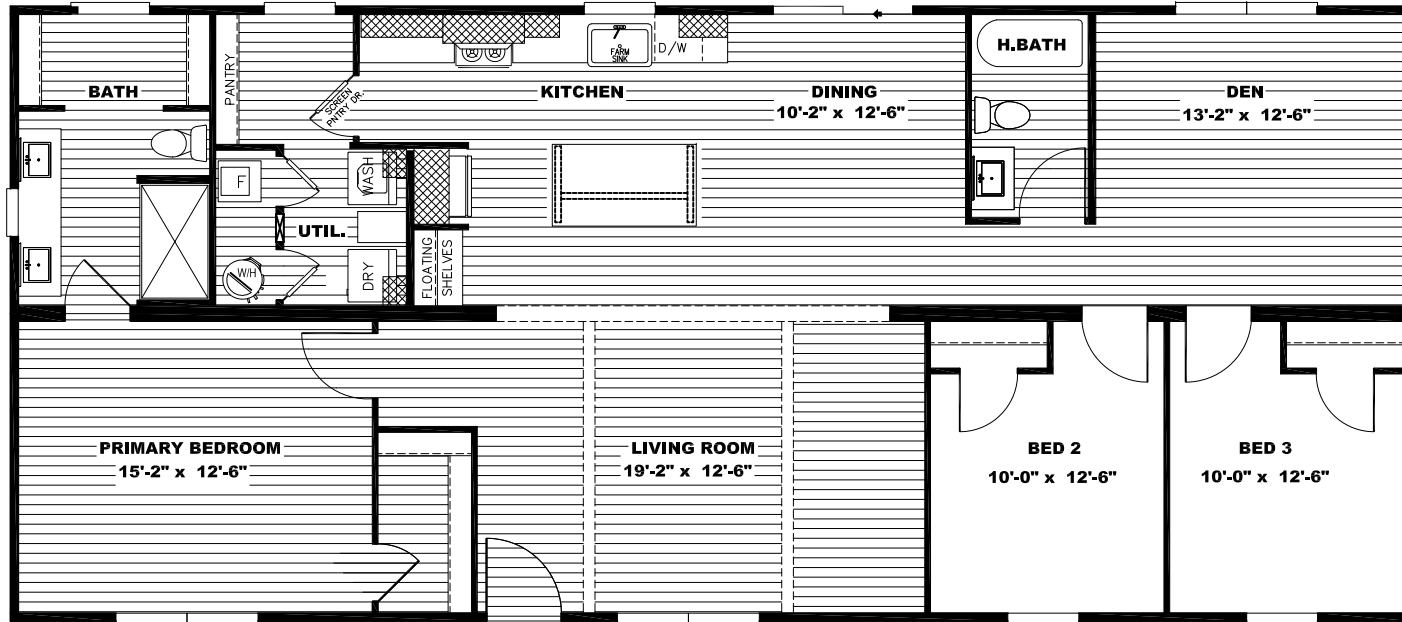 BATH
PANTRY
SCREEN
PNTRY DR.
FARM
SINK
D/W
KITCHEN
DINING
10'-2" x 12'-6"
H.BATH
DEN
13'-2" x 12'-6"
F
WASH
UTIL.
W/H
DRY
FLOATING
SHELVES
PRIMARY BEDROOM
15'-2" x 12'-6"
LIVING ROOM
19'-2" x 12'-6"
BED 2
10'-0" x 12'-6"
BED 3
10'-0" x 12'-6"